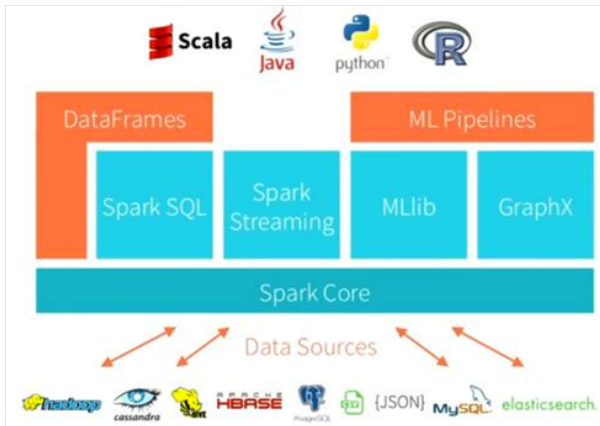 Scala
Java
python
R
DataFrames
ML Pipelines
Spark SQL
Spark
Streaming
MLlib
GraphX
Spark Core
Data Sources
hadoop
cassandra
HIVE
APACHE
HBASE
PostgreSQL
CSV
{JSON}
MySQL
elasticsearch.